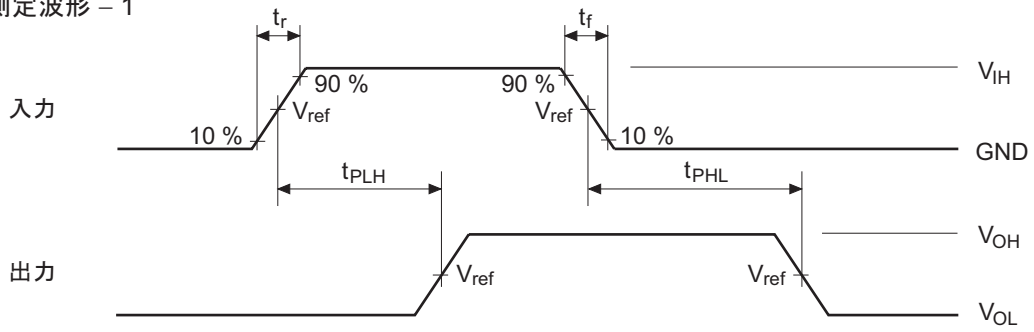 測定波形 – 1
tr
tf
90 %
90 %
VIH
入力
Vref
Vref
10 %
10 %
GND
tPLH
tPHL
VOH
出力
Vref
Vref
VOL